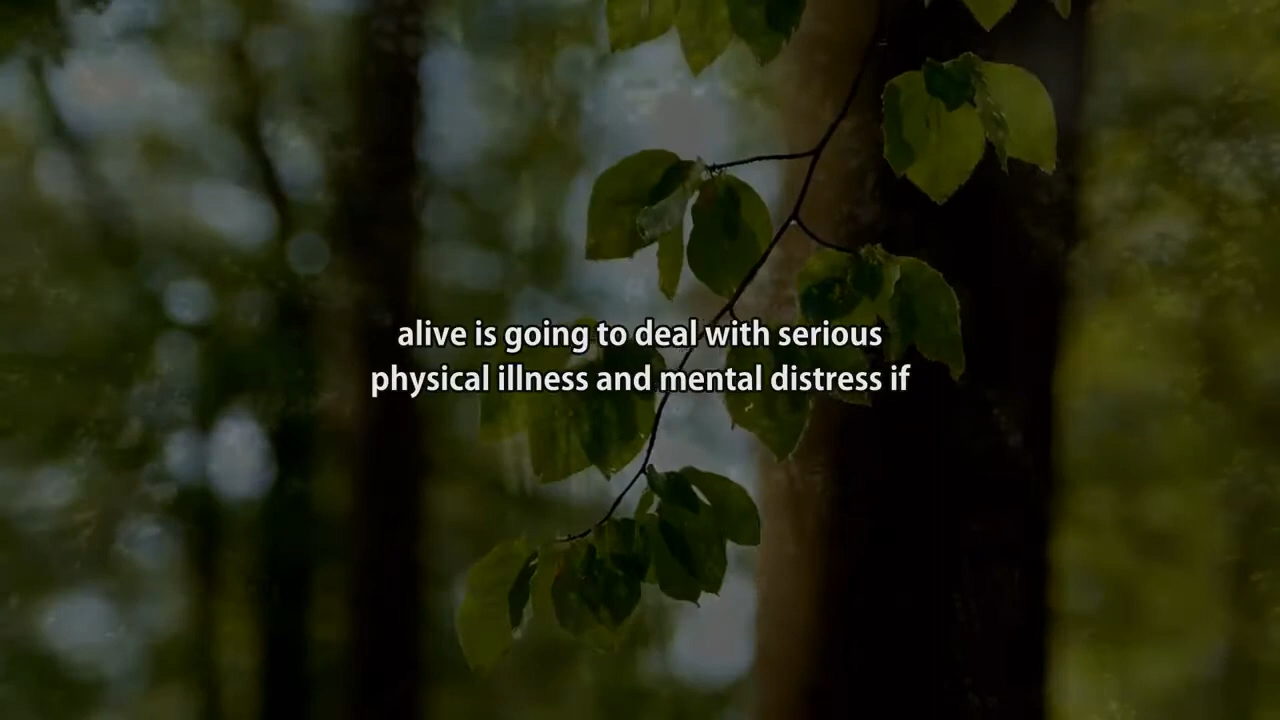 alive is going to deal with serious
physical illness and mental distress if